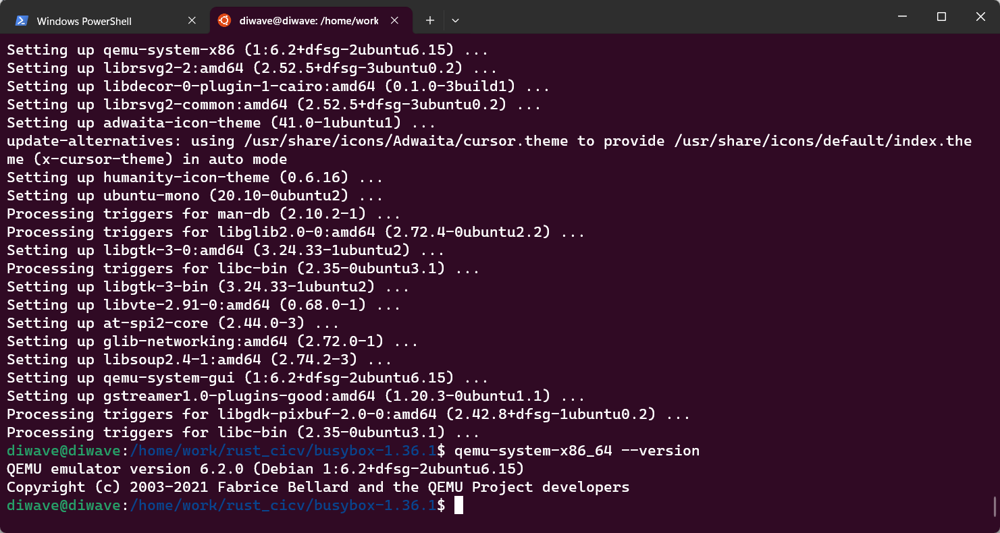 Windows PowerShell
diwave@diwave: /home/work
Setting up qemu-system-x86 (1:6.2+dfsg-2ubuntu6.15) ...
Setting up librsvg2-2:amd64 (2.52.5+dfsg-3ubuntu0.2) ...
Setting up libdecor-0-plugin-1-cairo:amd64 (0.1.0-3build1) ...
Setting up librsvg2-common:amd64 (2.52.5+dfsg-3ubuntu0.2) ...
Setting up adwaita-icon-theme (41.0-1ubuntu1) ...
update-alternatives: using /usr/share/icons/Adwaita/cursor.theme to provide /usr/share/icons/default/index.the
me (x-cursor-theme) in auto mode
Setting up humanity-icon-theme (0.6.16) ...
Setting up ubuntu-mono (20.10-0ubuntu2) ...
Processing triggers for man-db (2.10.2-1) ...
Processing triggers for libglib2.0-0:amd64 (2.72.4-0ubuntu2.2) ...
Setting up libgtk-3-0:amd64 (3.24.33-1ubuntu2) ...
Processing triggers for libc-bin (2.35-0ubuntu3.1) ...
Setting up libgtk-3-bin (3.24.33-1ubuntu2) ...
Setting up libvte-2.91-0:amd64 (0.68.0-1) ...
Setting up at-spi2-core (2.44.0-3) ...
Setting up glib-networking:amd64 (2.72.0-1) ...
Setting up libsoup2.4-1:amd64 (2.74.2-3) ...
Setting up qemu-system-gui (1:6.2+dfsg-2ubuntu6.15) ...
Setting up gstreamer1.0-plugins-good:amd64 (1.20.3-0ubuntu1.1) ...
Processing triggers for libgdk-pixbuf-2.0-0:amd64 (2.42.8+dfsg-1ubuntu0.2) ...
Processing triggers for libc-bin (2.35-0ubuntu3.1) ...
diwave@diwave:/home/work/rust_cicv/busybox-1.36.1$ qemu-system-x86_64 --version
QEMU emulator version 6.2.0 (Debian 1:6.2+dfsg-2ubuntu6.15)
Copyright (c) 2003-2021 Fabrice Bellard and the QEMU Project developers
diwave@diwave:/home/work/rust_cicv/busybox-1.36.1$